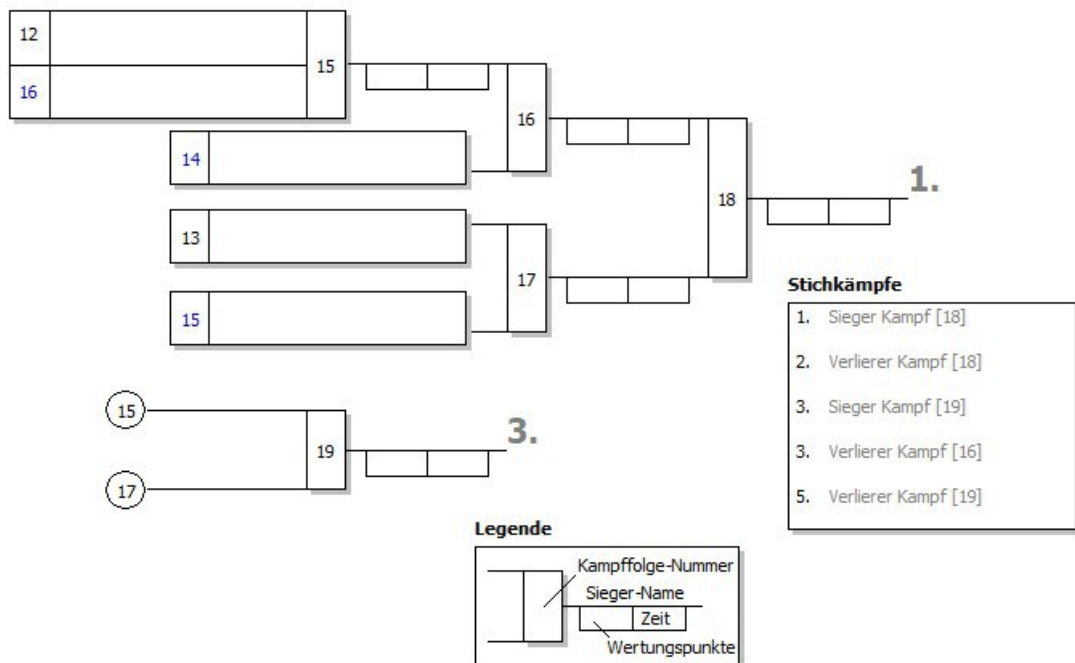 12
15
16
16
14
1.
18
13
17
15
Stichkämpfe
1. Sieger Kampf [18]
2. Verlierer Kampf [18]
3. Sieger Kampf [19]
3. Verlierer Kampf [16]
5. Verlierer Kampf [19]
15
3.
19
17
Legende
Kampffolge-Nummer
Sieger-Name
Zeit
Wertungspunkte